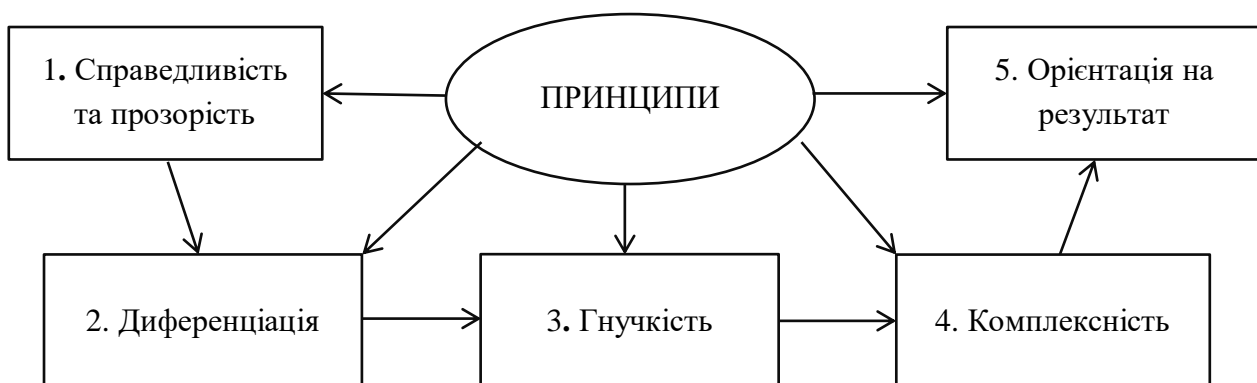 1. Справедливість
та прозорість
ПРИНЦИПИ
5. Орієнтація на
результат
2. Диференціація
3. Гнучкість
4. Комплексність